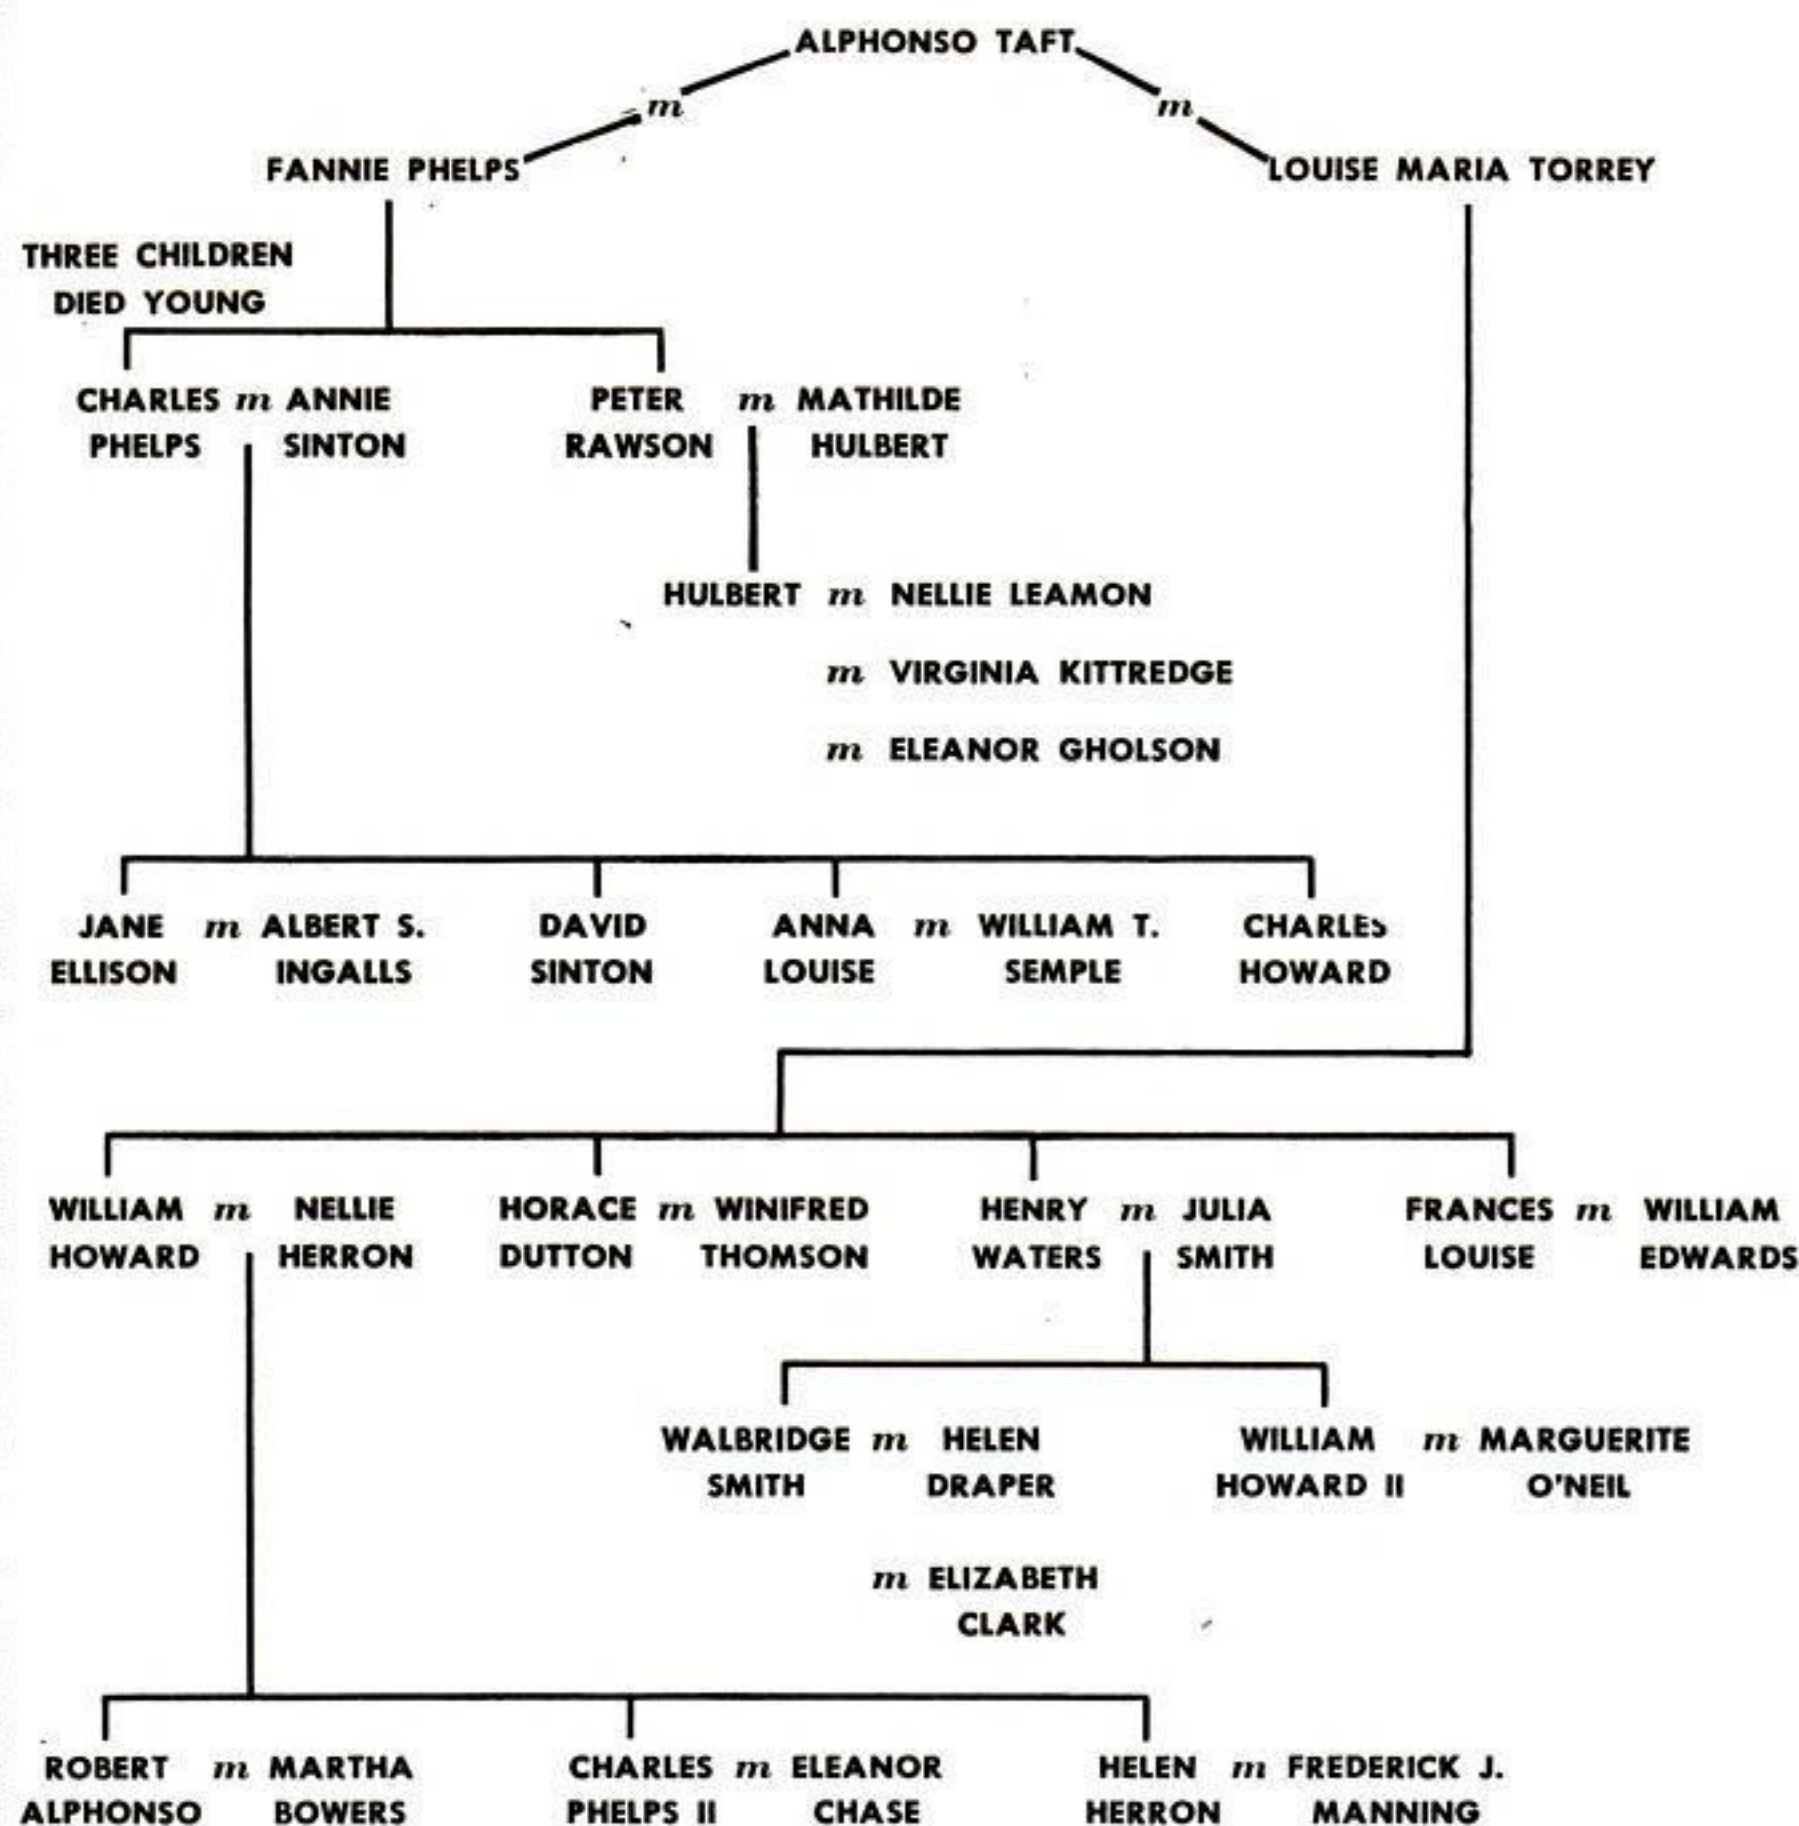 ALPHONSO TAFT
m m
FANNIE PHELPS LOUISE MARIA TORREY
THREE CHILDREN
DIED YOUNG
CHARLES m ANNIE PETER m MATHILDE
PHELPS SINTON RAWSON HULBERT
HULBERT m NELLIE LEAMON
m VIRGINIA KITTREDGE
m ELEANOR GHOLSON
JANE m ALBERT S. DAVID ANNA m WILLIAM T. CHARLES
ELLISON INGALLS SINTON LOUISE SEMPLE HOWARD
WILLIAM m NELLIE HORACE m WINIFRED HENRY m JULIA FRANCES m WILLIAM
HOWARD HERRON DUTTON THOMSON WATERS SMITH LOUISE EDWARDS
WALBRIDGE m HELEN WILLIAM m MARGUERITE
SMITH DRAPER HOWARD II O'NEIL
m ELIZABETH
CLARK
ROBERT m MARTHA CHARLES m ELEANOR HELEN m FREDERICK J.
ALPHONSO BOWERS PHELPS II CHASE HERRON MANNING